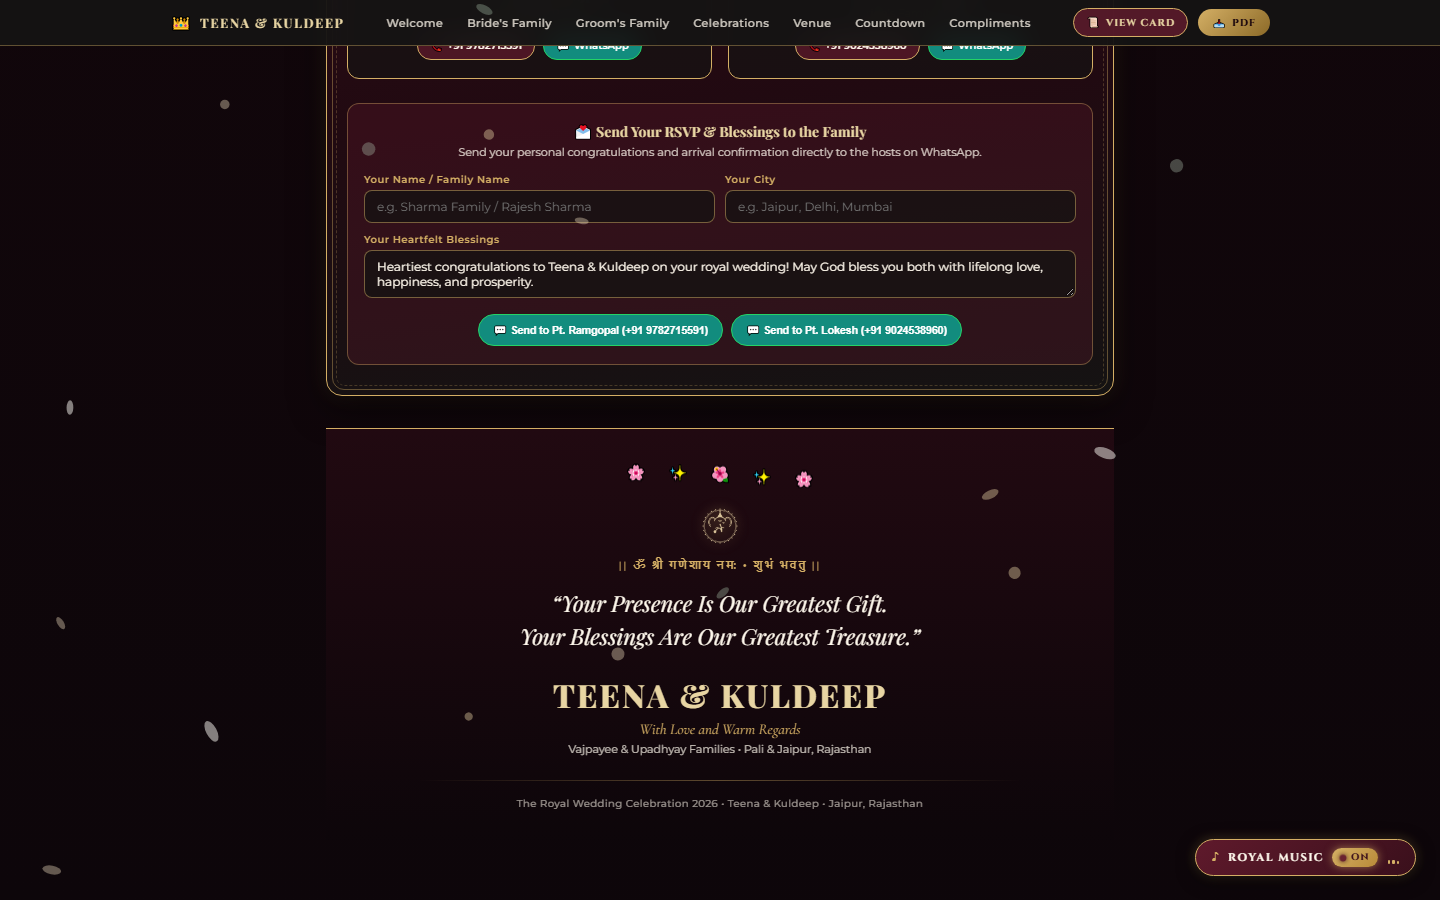 TEENA & KULDEEP
Welcome
Bride's Family
Groom's Family
Celebrations
Venue
Countdown
Compliments
VIEW CARD
PDF
+91 9782715591
WhatsApp
+91 9024538960
WhatsApp
Send Your RSVP & Blessings to the Family
Send your personal congratulations and arrival confirmation directly to the hosts on WhatsApp.
Your Name / Family Name
Your City
e.g. Sharma Family / Rajesh Sharma
e.g. Jaipur, Delhi, Mumbai
Your Heartfelt Blessings
Heartiest congratulations to Teena & Kuldeep on your royal wedding! May God bless you both with lifelong love,
happiness, and prosperity.
Send to Pt. Ramgopal (+91 9782715591)
Send to Pt. Lokesh (+91 9024538960)
|| ॐ श्री गणेशाय नमः • शुभं भवतु ||
“Your Presence Is Our Greatest Gift.
Your Blessings Are Our Greatest Treasure.”
TEENA & KULDEEP
With Love and Warm Regards
Vajpayee & Upadhyay Families • Pali & Jaipur, Rajasthan
The Royal Wedding Celebration 2026 • Teena & Kuldeep • Jaipur, Rajasthan
ROYAL MUSIC
ON